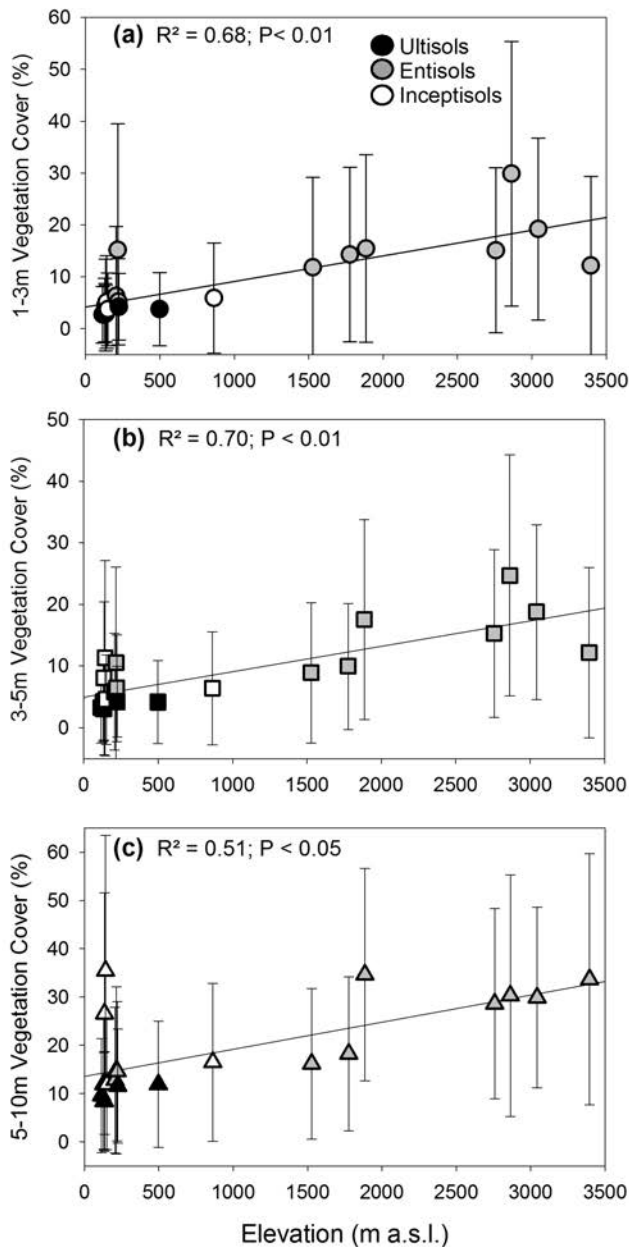 60
50
40
30
20
10
0
1-3m Vegetation Cover (%)
(a) R² = 0.68; P< 0.01
Ultisols
Entisols
Inceptisols
0 500 1000 1500 2000 2500 3000 3500
50
40
30
20
10
0
3-5m Vegetation Cover (%)
(b) R² = 0.70; P < 0.01
0 500 1000 1500 2000 2500 3000 3500
60
50
40
30
20
10
0
5-10m Vegetation Cover (%)
(c) R² = 0.51; P < 0.05
0 500 1000 1500 2000 2500 3000 3500
Elevation (m a.s.l.)